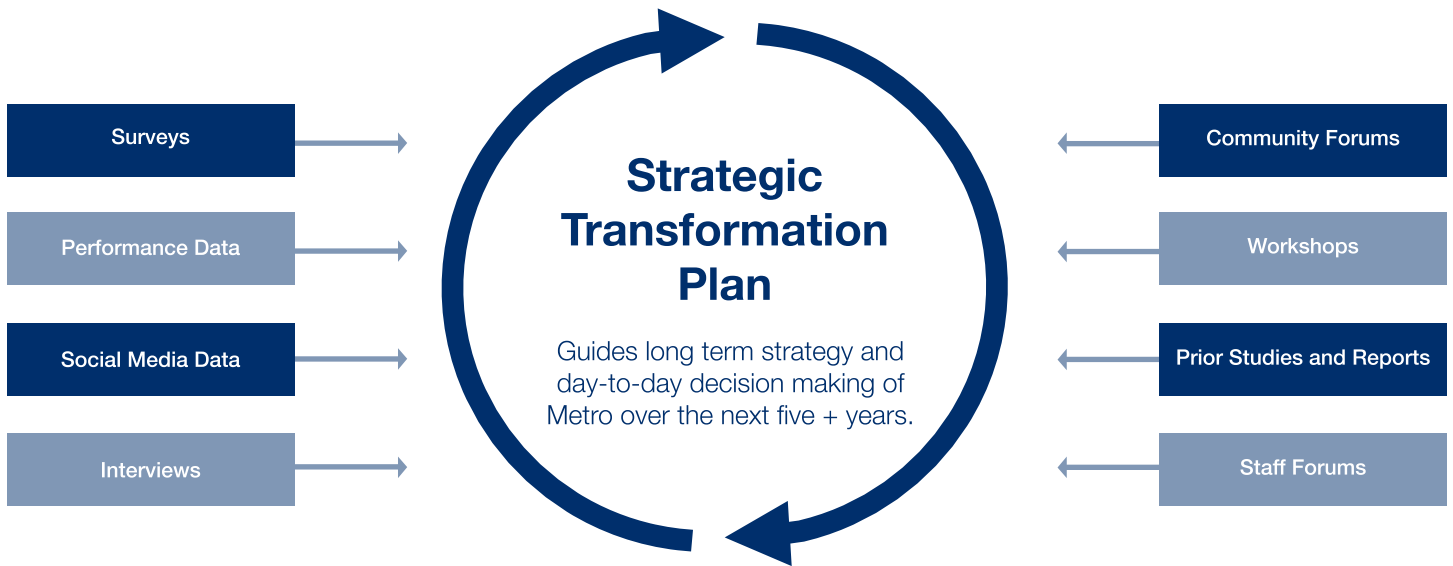 Surveys
Performance Data
Social Media Data
Interviews
Strategic
Transformation
Plan
Guides long term strategy and
day-to-day decision making of
Metro over the next five + years.
Community Forums
Workshops
Prior Studies and Reports
Staff Forums